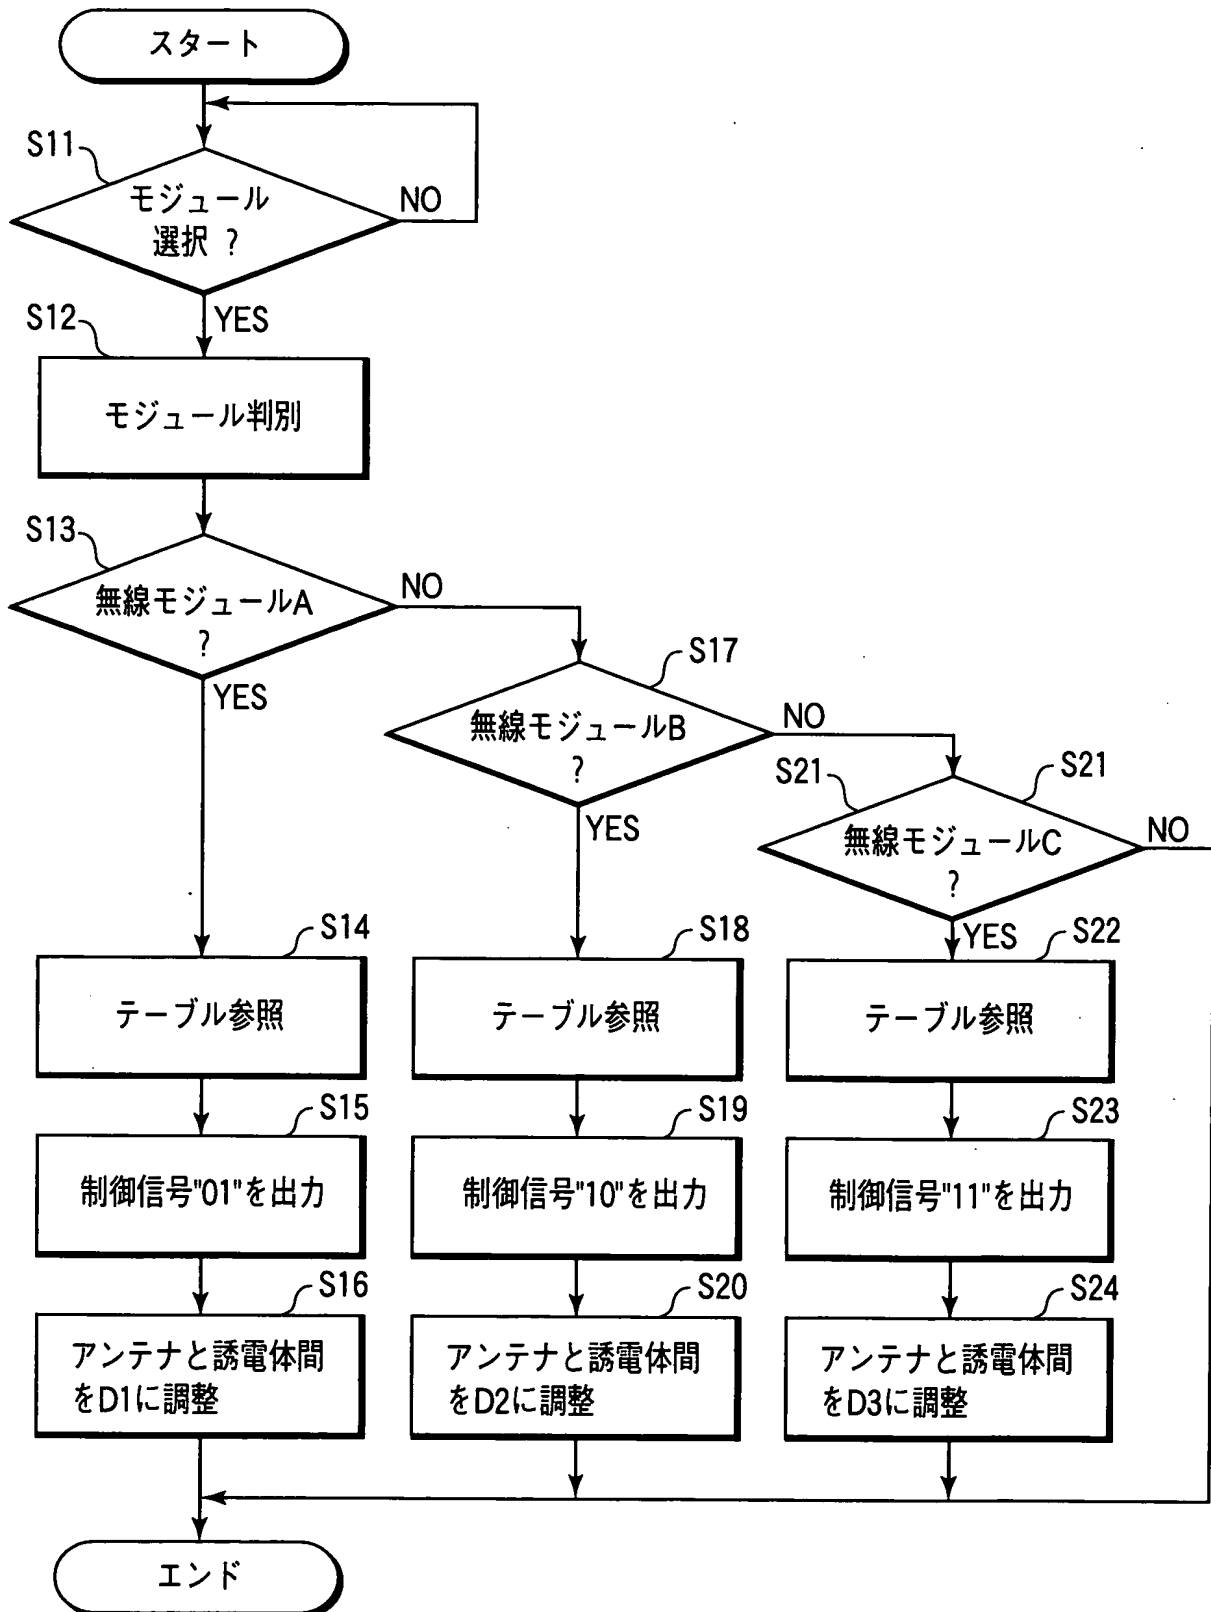 スタート
S11
モジュール
選択 ?
NO
YES
S12
モジュール判別
S13
無線モジュールA
?
NO
YES
S17
無線モジュールB
?
NO
YES
S21
S21
無線モジュールC
?
NO
YES
S14
テーブル参照
S18
テーブル参照
S22
テーブル参照
S15
制御信号"01"を出力
S19
制御信号"10"を出力
S23
制御信号"11"を出力
S16
アンテナと誘電体間
をD1に調整
S20
アンテナと誘電体間
をD2に調整
S24
アンテナと誘電体間
をD3に調整
エンド